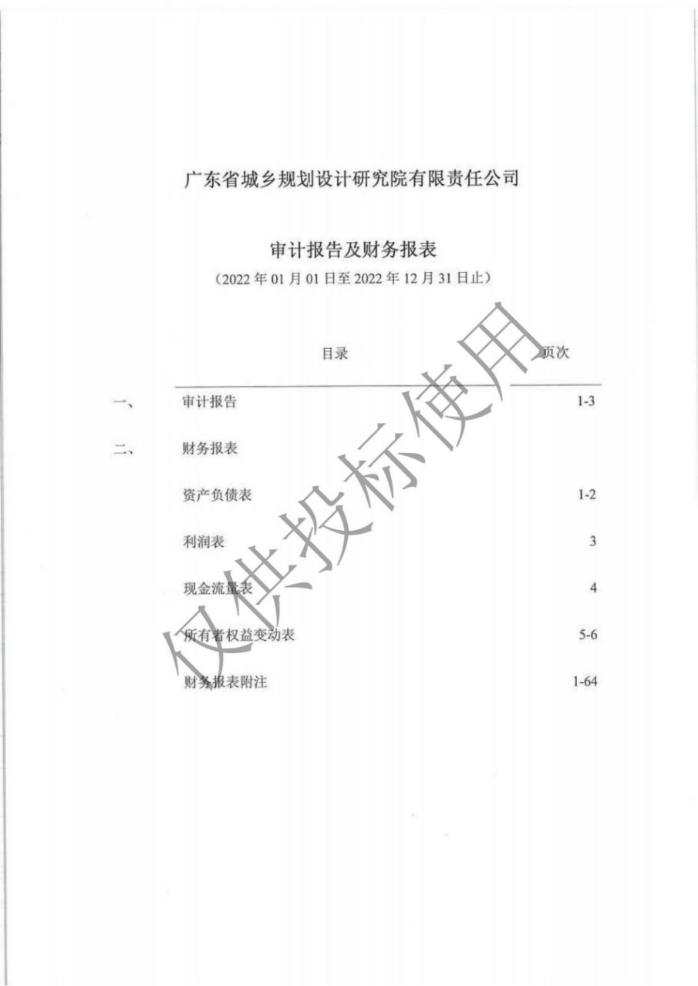 广东省城乡规划设计研究院有限责任公司
审计报告及财务报表
（2022 年 01 月 01 日至 2022 年 12 月 31 日止）
目录 页次
一、 审计报告 1-3
二、 财务报表
资产负债表 1-2
利润表 3
现金流量表 4
所有者权益变动表 5-6
财务报表附注 1-64
仅供投标使用